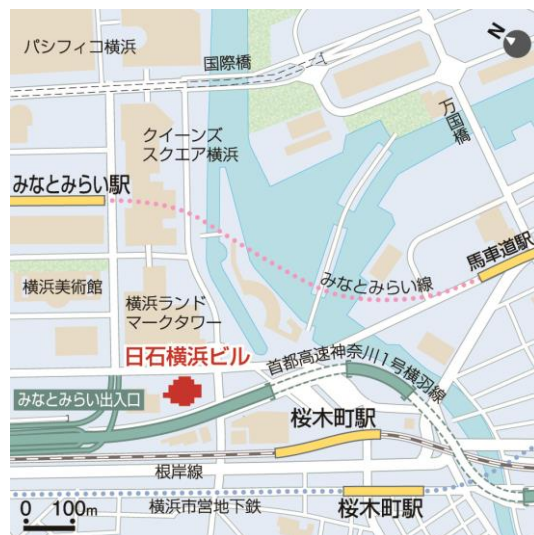 N
パシフィコ横浜
国際橋
万国橋
クイーンズ
スクエア横浜
みなとみらい駅
馬車道駅
みなとみらい線
横浜美術館
横浜ランド
マークタワー
日石横浜ビル
首都高速神奈川1号横羽線
みなとみらい出入口
桜木町駅
根岸線
0 100m
横浜市営地下鉄
桜木町駅